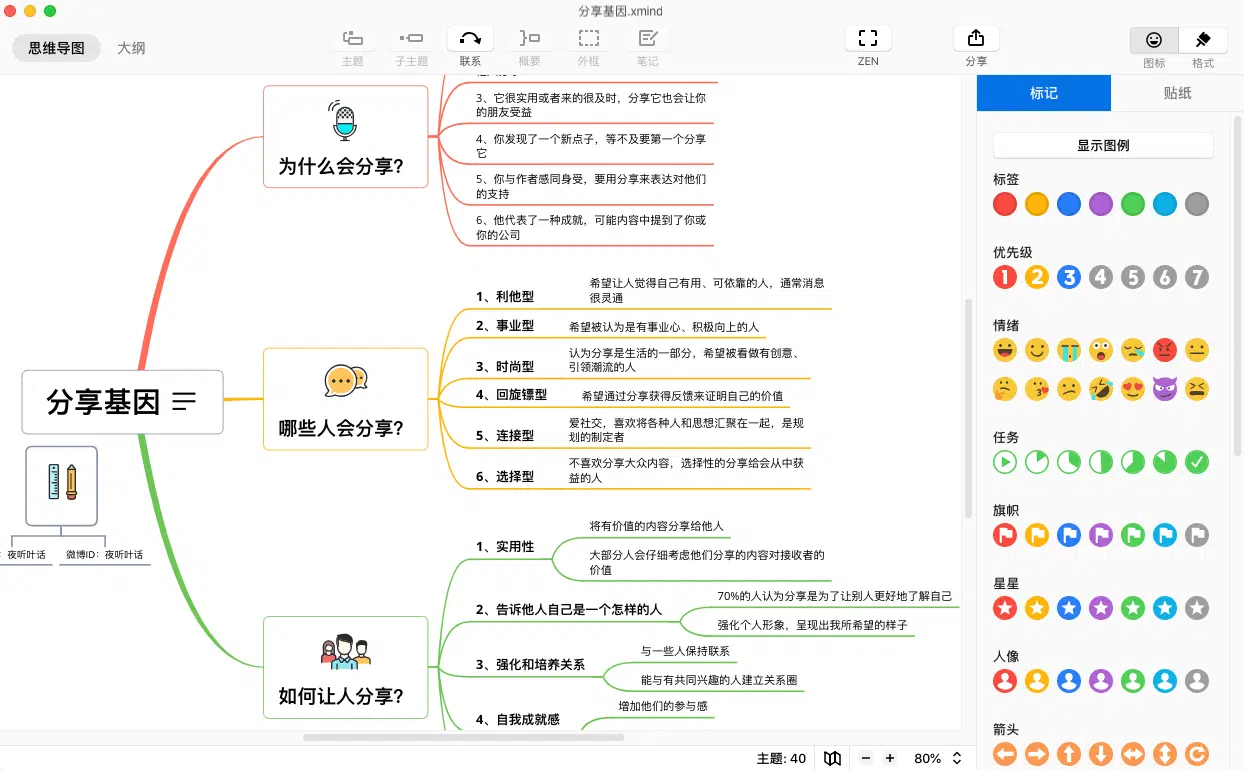 分享基因.xmind
思维导图
大纲
主题
子主题
联系
概要
外框
笔记
ZEN
分享
图标
格式
为什么会分享?
3、它很实用或者来的很及时，分享它也会让你
的朋友受益
4、你发现了一个新点子，等不及要第一个分享
它
5、你与作者感同身受，要用分享来表达对他们
的支持
6、他代表了一种成就，可能内容中提到了你或
你的公司
分享基因
夜听叶话
微博ID：夜听叶话
哪些人会分享?
1、利他型
希望让人觉得自己有用、可依靠的人，通常消息
很灵通
2、事业型
希望被认为是有事业心、积极向上的人
3、时尚型
认为分享是生活的一部分，希望被看做有创意、
引领潮流的人
4、回旋镖型
希望通过分享获得反馈来证明自己的价值
5、连接型
爱社交，喜欢将各种人和思想汇聚在一起，是规
划的制定者
6、选择型
不喜欢分享大众内容，选择性的分享给会从中获
益的人
如何让人分享?
1、实用性
将有价值的内容分享给他人
大部分人会仔细考虑他们分享的内容对接收者的
价值
2、告诉他人自己是一个怎样的人
70%的人认为分享是为了让别人更好地了解自己
强化个人形象，呈现出我所希望的样子
3、强化和培养关系
与一些人保持联系
能与有共同兴趣的人建立关系圈
4、自我成就感
增加他们的参与感
标记
贴纸
显示图例
标签
优先级
1 2 3 4 5 6 7
情绪
任务
旗帜
星星
人像
箭头
主题: 40
80%